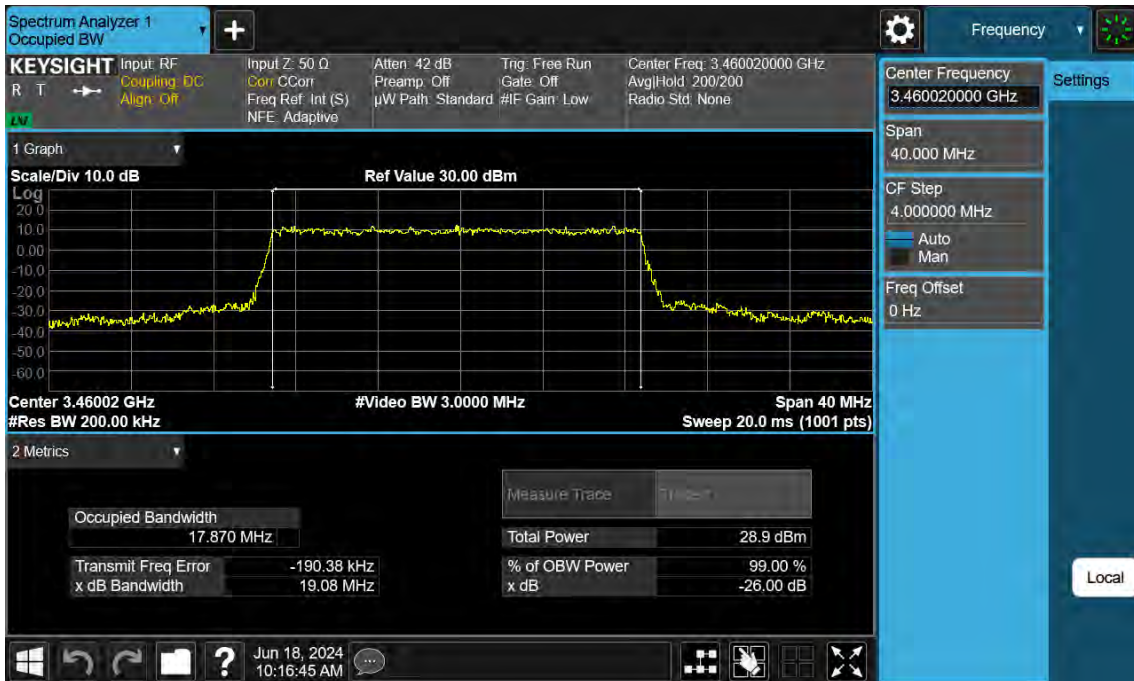 Spectrum Analyzer 1
Occupied BW
Frequency
KEYSIGHT
R T
LXI
Input: RF
Coupling: DC
Align: Off
Input Z: 50 Ω
Corr CCorr
Freq Ref: Int (S)
NFE: Adaptive
Atten: 42 dB
Preamp: Off
µW Path: Standard
Trig: Free Run
Gate: Off
#IF Gain: Low
Center Freq: 3.460020000 GHz
Avg|Hold: 200/200
Radio Std: None
Center Frequency
3.460020000 GHz
Settings
Span
40.000 MHz
CF Step
4.000000 MHz
Auto
Man
Freq Offset
0 Hz
Local
1 Graph
Scale/Div 10.0 dB
Ref Value 30.00 dBm
Log
20.0
10.0
0.00
-10.0
-20.0
-30.0
-40.0
-50.0
-60.0
Center 3.46002 GHz
#Video BW 3.0000 MHz
Span 40 MHz
#Res BW 200.00 kHz
Sweep 20.0 ms (1001 pts)
2 Metrics
Measure Trace
Trace 1
Occupied Bandwidth
17.870 MHz
Total Power 28.9 dBm
Transmit Freq Error -190.38 kHz
% of OBW Power 99.00 %
x dB Bandwidth 19.08 MHz
x dB -26.00 dB
?
Jun 18, 2024
10:16:45 AM